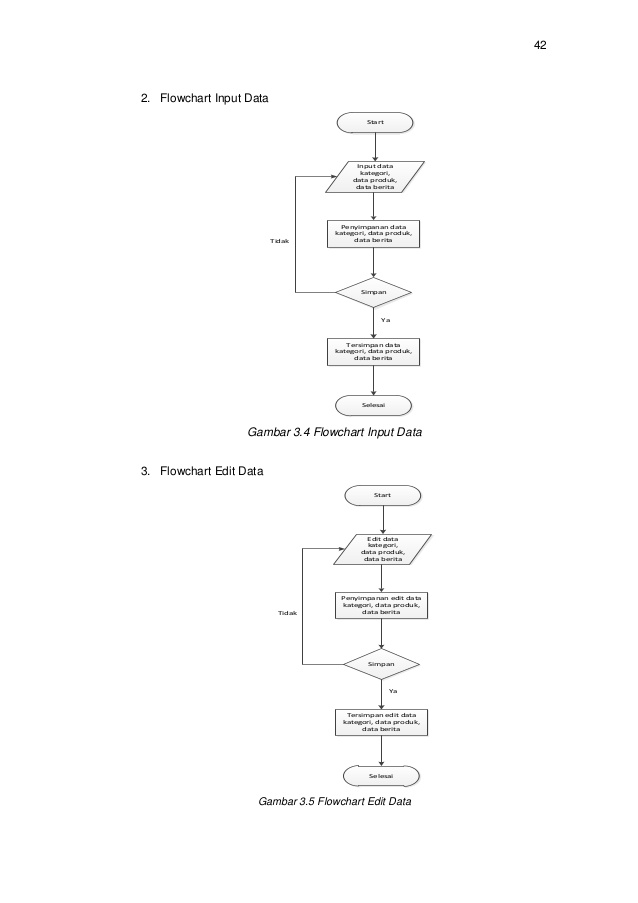 42
2. Flowchart Input Data
Start
Input data
kategori,
data produk,
data berita
Penyimpanan data
kategori, data produk,
data berita
Tidak
Simpan
Ya
Tersimpan data
kategori, data produk,
data berita
Selesai
Gambar 3.4 Flowchart Input Data
3. Flowchart Edit Data
Start
Edit data
kategori,
data produk,
data berita
Penyimpanan edit data
kategori, data produk,
data berita
Tidak
Simpan
Ya
Tersimpan edit data
kategori, data produk,
data berita
Selesai
Gambar 3.5 Flowchart Edit Data